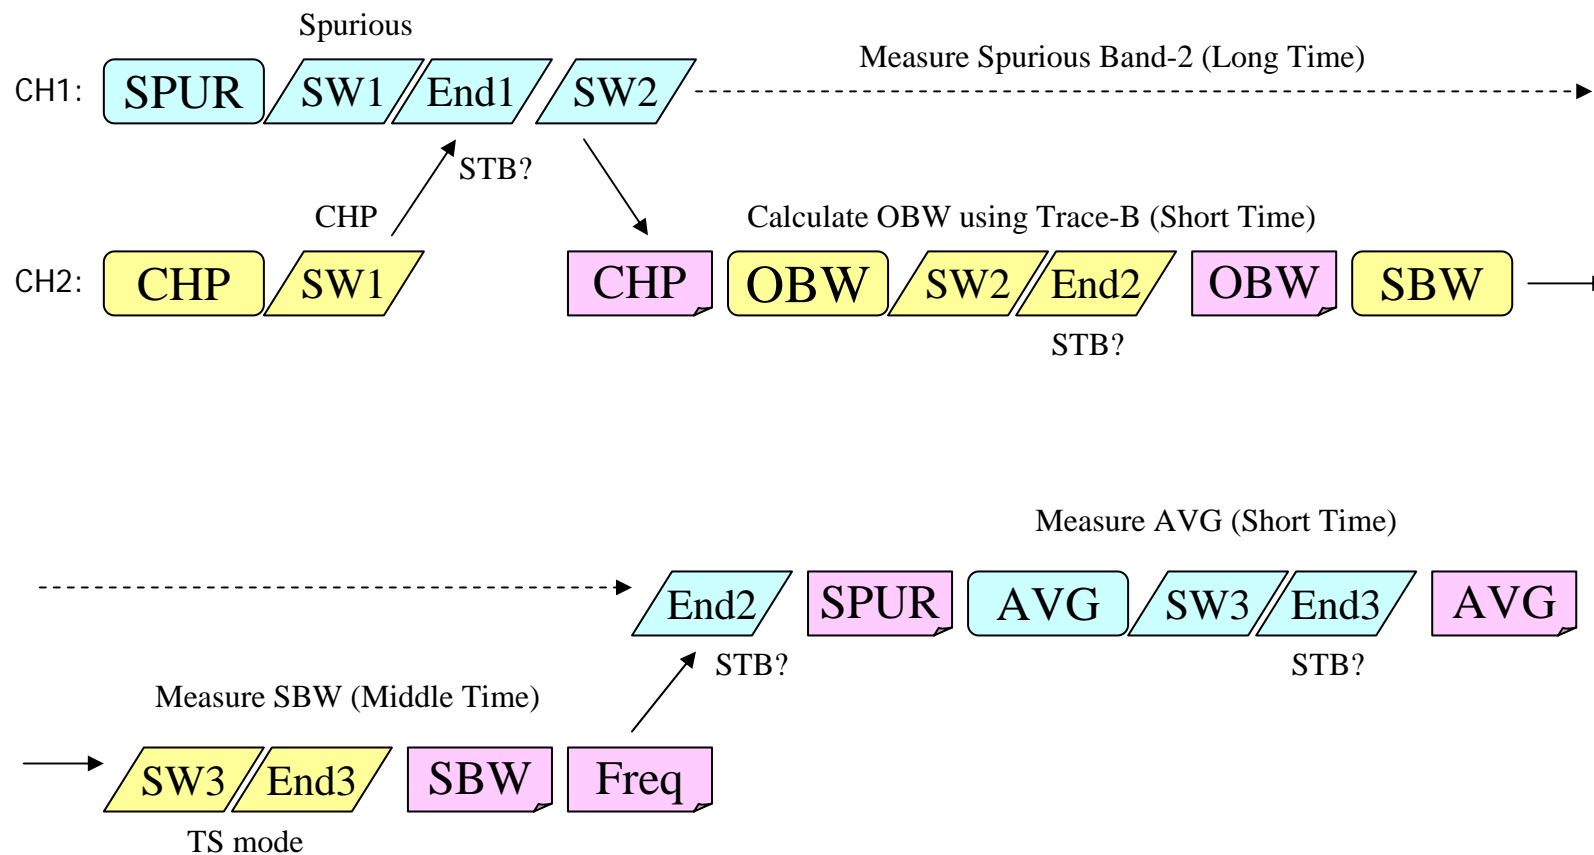 Spurious
Measure Spurious Band-2 (Long Time)
CH1: SPUR SW1 End1 SW2
STB?
CHP
Calculate OBW using Trace-B (Short Time)
CH2: CHP SW1 CHP OBW SW2 End2 OBW SBW
STB?
Measure AVG (Short Time)
End2 SPUR AVG SW3 End3 AVG
STB? STB?
Measure SBW (Middle Time)
SW3 End3 SBW Freq
TS mode